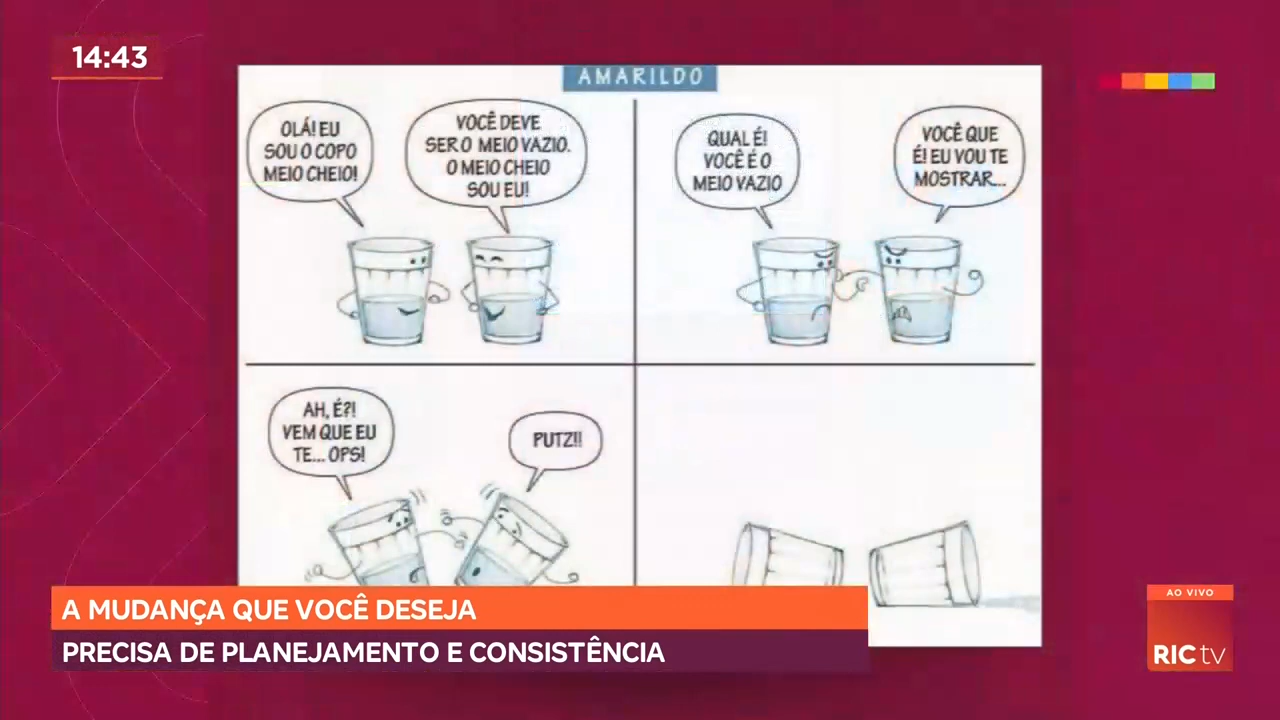 14:43
AMARILDO
OLÁ! EU
SOU O COPO
MEIO CHEIO!
VOCÊ DEVE
SER O MEIO VAZIO.
O MEIO CHEIO
SOU EU!
QUAL É!
VOCÊ É O
MEIO VAZIO
VOCÊ QUE
É! EU VOU TE
MOSTRAR...
AH, É?!
VEM QUE EU
TE... OPS!
PUTZ!!
A MUDANÇA QUE VOCÊ DESEJA
PRECISA DE PLANEJAMENTO E CONSISTÊNCIA
AO VIVO
RICtv